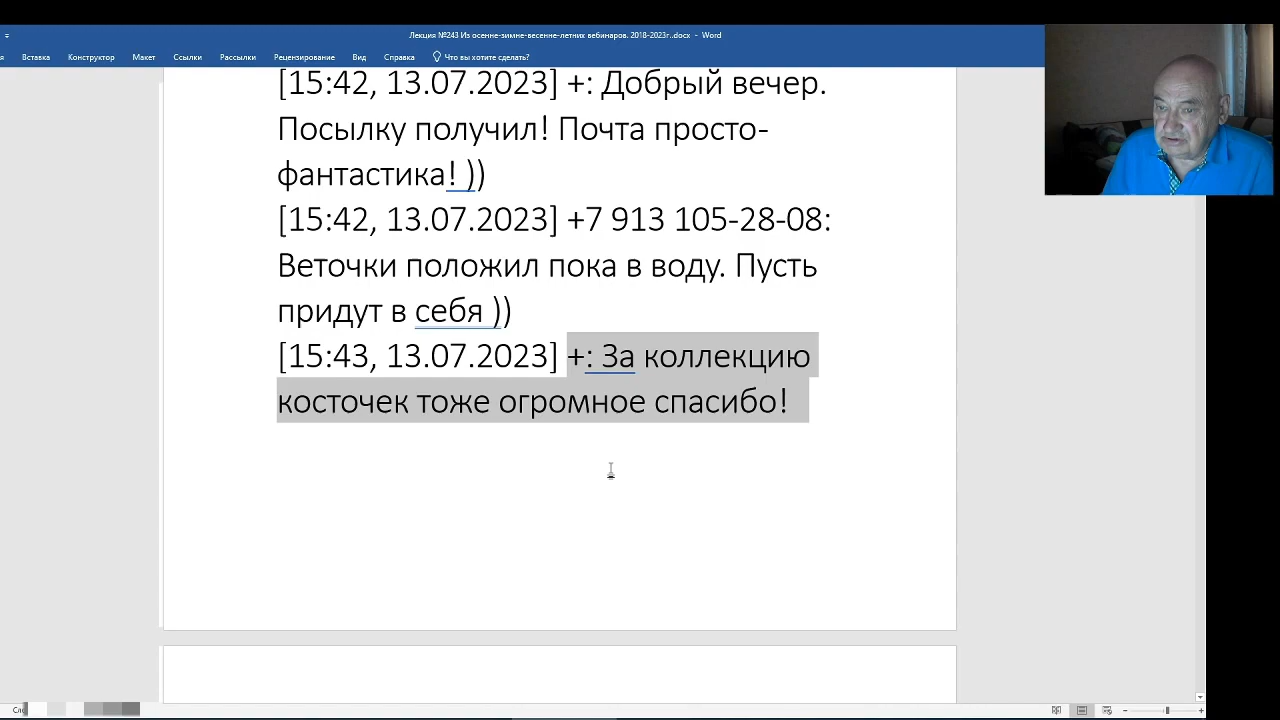 Лекция №243 Из осенне-зимне-весенне-летних вебинаров. 2018-2023г..docx - Word
Вставка Конструктор Макет Ссылки Рассылки Рецензирование Вид Справка Что вы хотите сделать?
[15:42, 13.07.2023] +: Добрый вечер.
Посылку получил! Почта просто-
фантастика! ))
[15:42, 13.07.2023] +7 913 105-28-08:
Веточки положил пока в воду. Пусть
придут в себя ))
[15:43, 13.07.2023] +: За коллекцию
косточек тоже огромное спасибо!